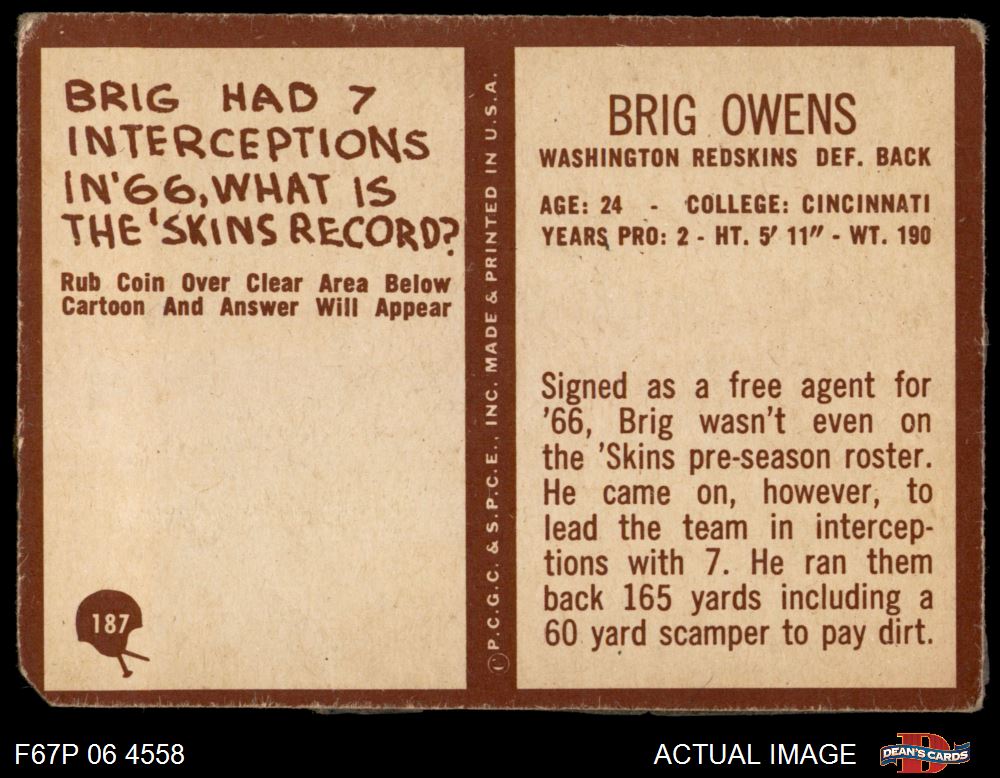 BRIG HAD 7
INTERCEPTIONS
IN '66, WHAT IS
THE 'SKINS RECORD?
Rub Coin Over Clear Area Below
Cartoon And Answer Will Appear
187
© P.C.G.C. & S.P.C.E., INC. MADE & PRINTED IN U.S.A.
BRIG OWENS
WASHINGTON REDSKINS DEF. BACK
AGE: 24 - COLLEGE: CINCINNATI
YEARS PRO: 2 - HT. 5' 11" - WT. 190
Signed as a free agent for
'66, Brig wasn't even on
the 'Skins pre-season roster.
He came on, however, to
lead the team in intercep-
tions with 7. He ran them
back 165 yards including a
60 yard scamper to pay dirt.
F67P 06 4558
ACTUAL IMAGE
DEAN'S CARDS